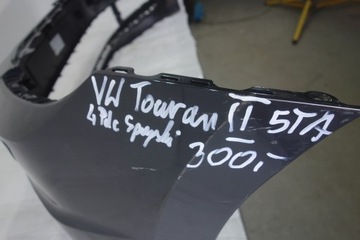 VW Touran II 5TA
4 Pdc Spryski
300,-